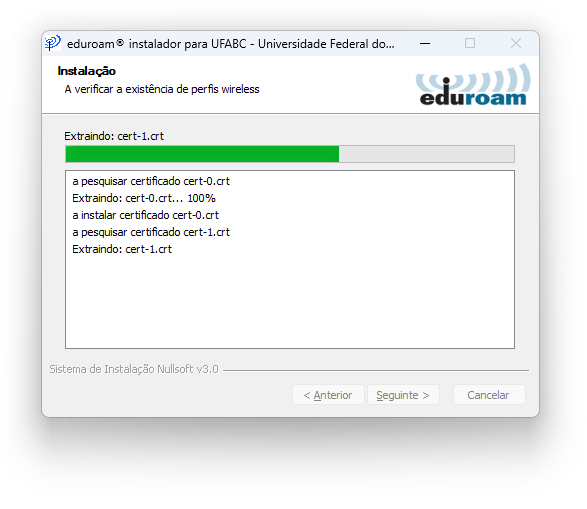 eduroam® instalador para UFABC - Universidade Federal do...
Instalação
A verificar a existência de perfis wireless
eduroam
Extraindo: cert-1.crt
a pesquisar certificado cert-0.crt
Extraindo: cert-0.crt... 100%
a instalar certificado cert-0.crt
a pesquisar certificado cert-1.crt
Extraindo: cert-1.crt
Sistema de Instalação Nullsoft v3.0
< Anterior
Seguinte >
Cancelar